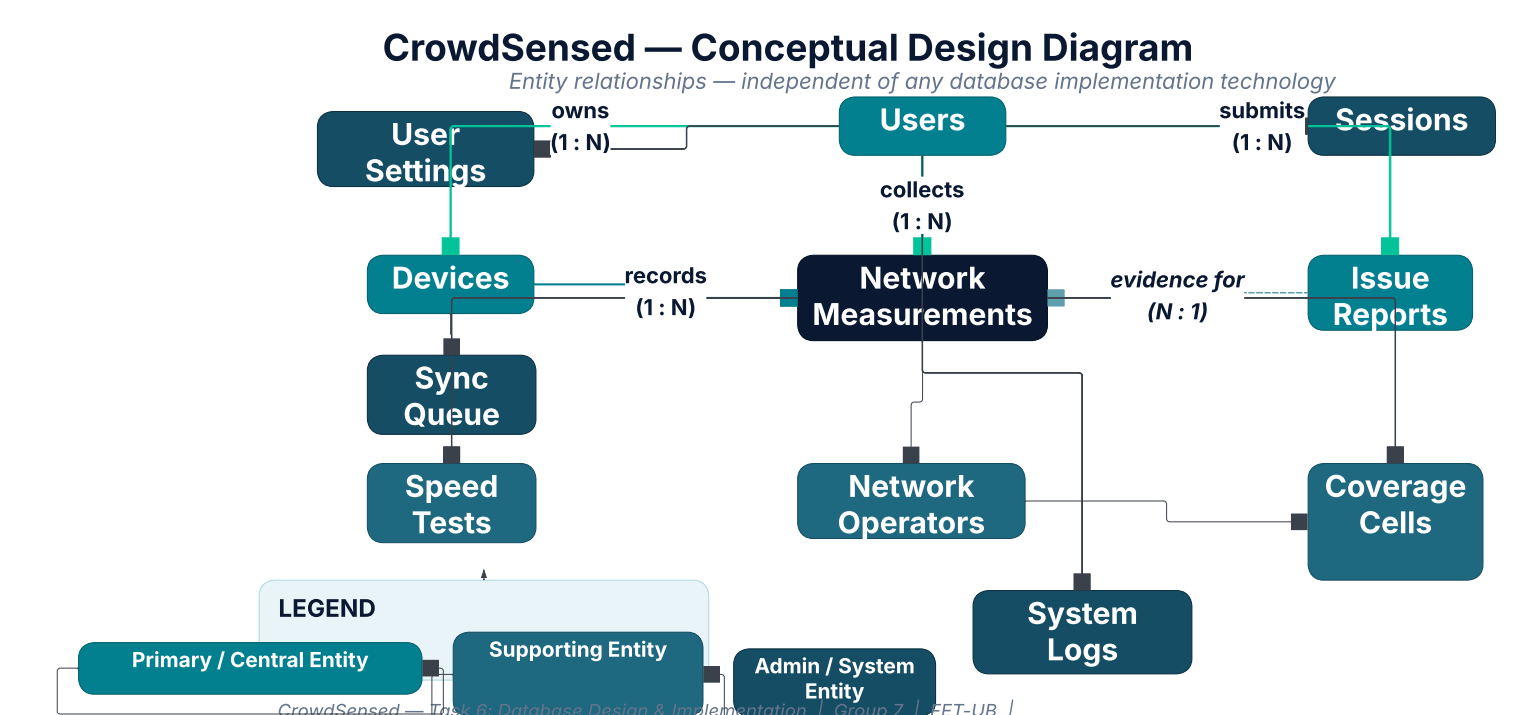 CrowdSensed — Conceptual Design Diagram
Entity relationships — independent of any database implementation technology
owns
(1 : N)
User
Settings
Users
submits
(1 : N)
Sessions
collects
(1 : N)
Devices
records
(1 : N)
Network
Measurements
evidence for
(N : 1)
Issue
Reports
Sync
Queue
Speed
Tests
Network
Operators
Coverage
Cells
System
Logs
LEGEND
Primary / Central Entity
Supporting Entity
Admin / System
Entity
CrowdSensed — Task 6: Database Design & Implementation | Group 7 | FET-UB |